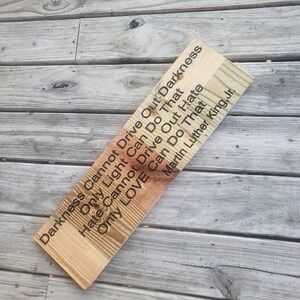 Darkness Cannot Drive Out Darkness
Only Light Can Do That
Hate Cannot Drive Out Hate
Only LOVE Can Do That
Martin Luther King, Jr.